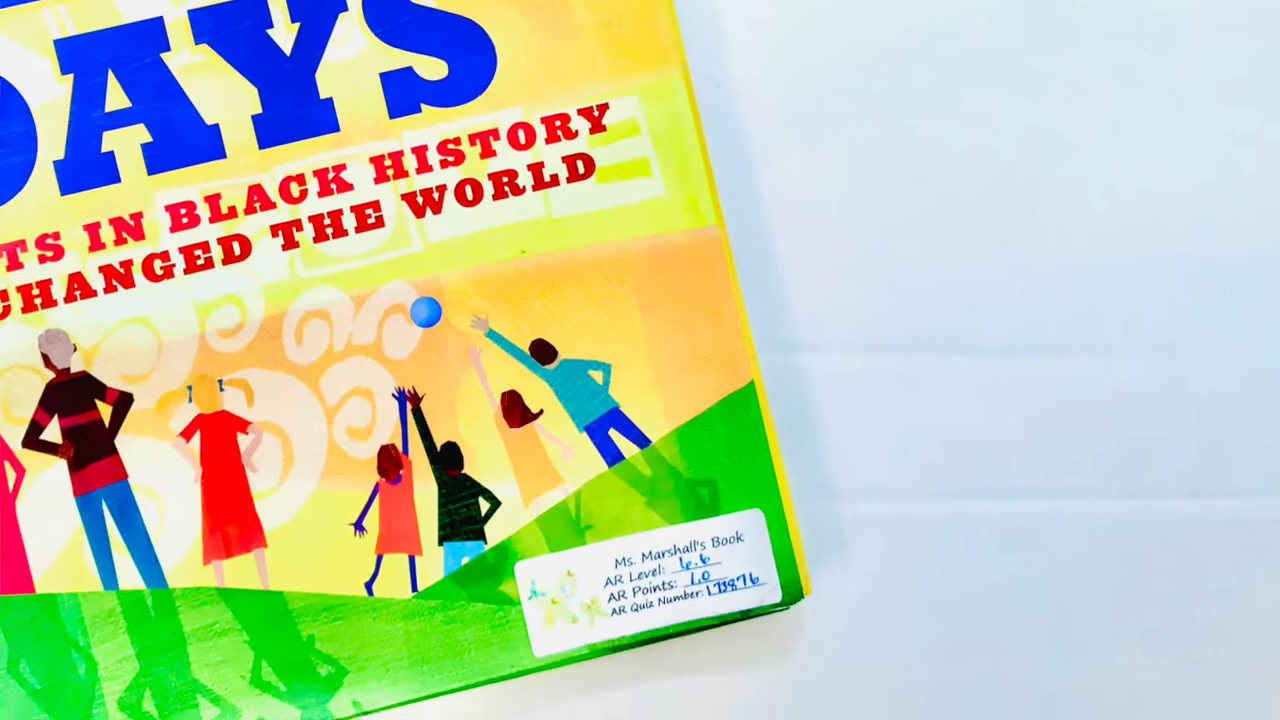 DAYS
TS IN BLACK HISTORY
CHANGED THE WORLD
Ms. Marshall's Book
AR Level: 6.6
AR Points: 1.0
AR Quiz Number: 173876